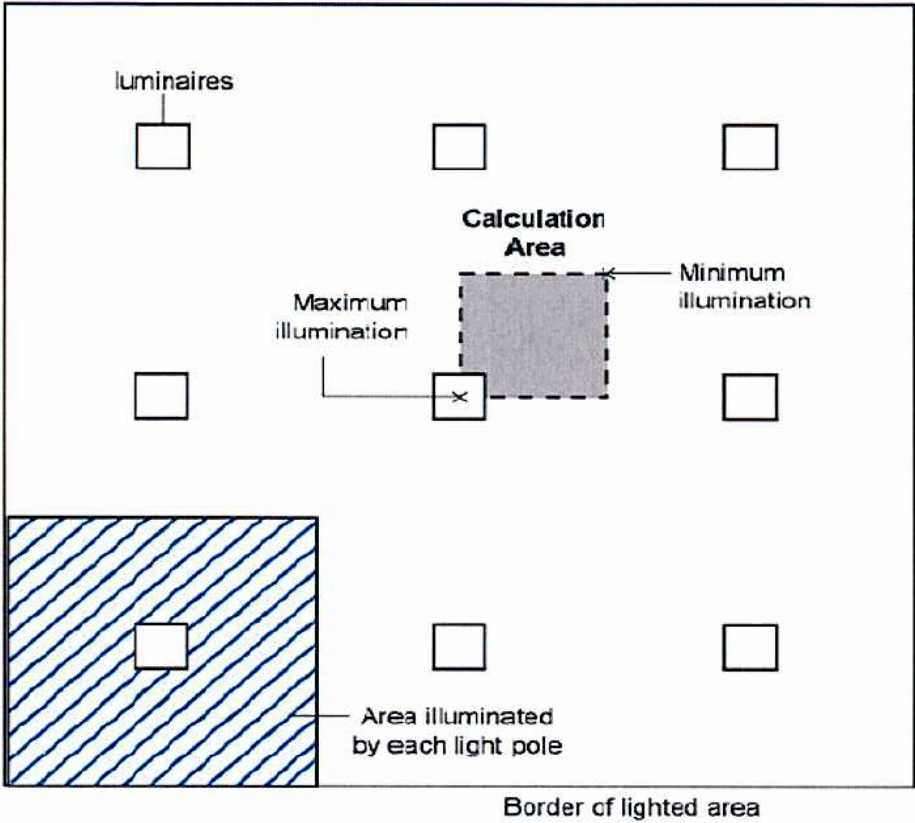 luminaires
Calculation
Area
Minimum
illumination
Maximum
illumination
Area illuminated
by each light pole
Border of lighted area